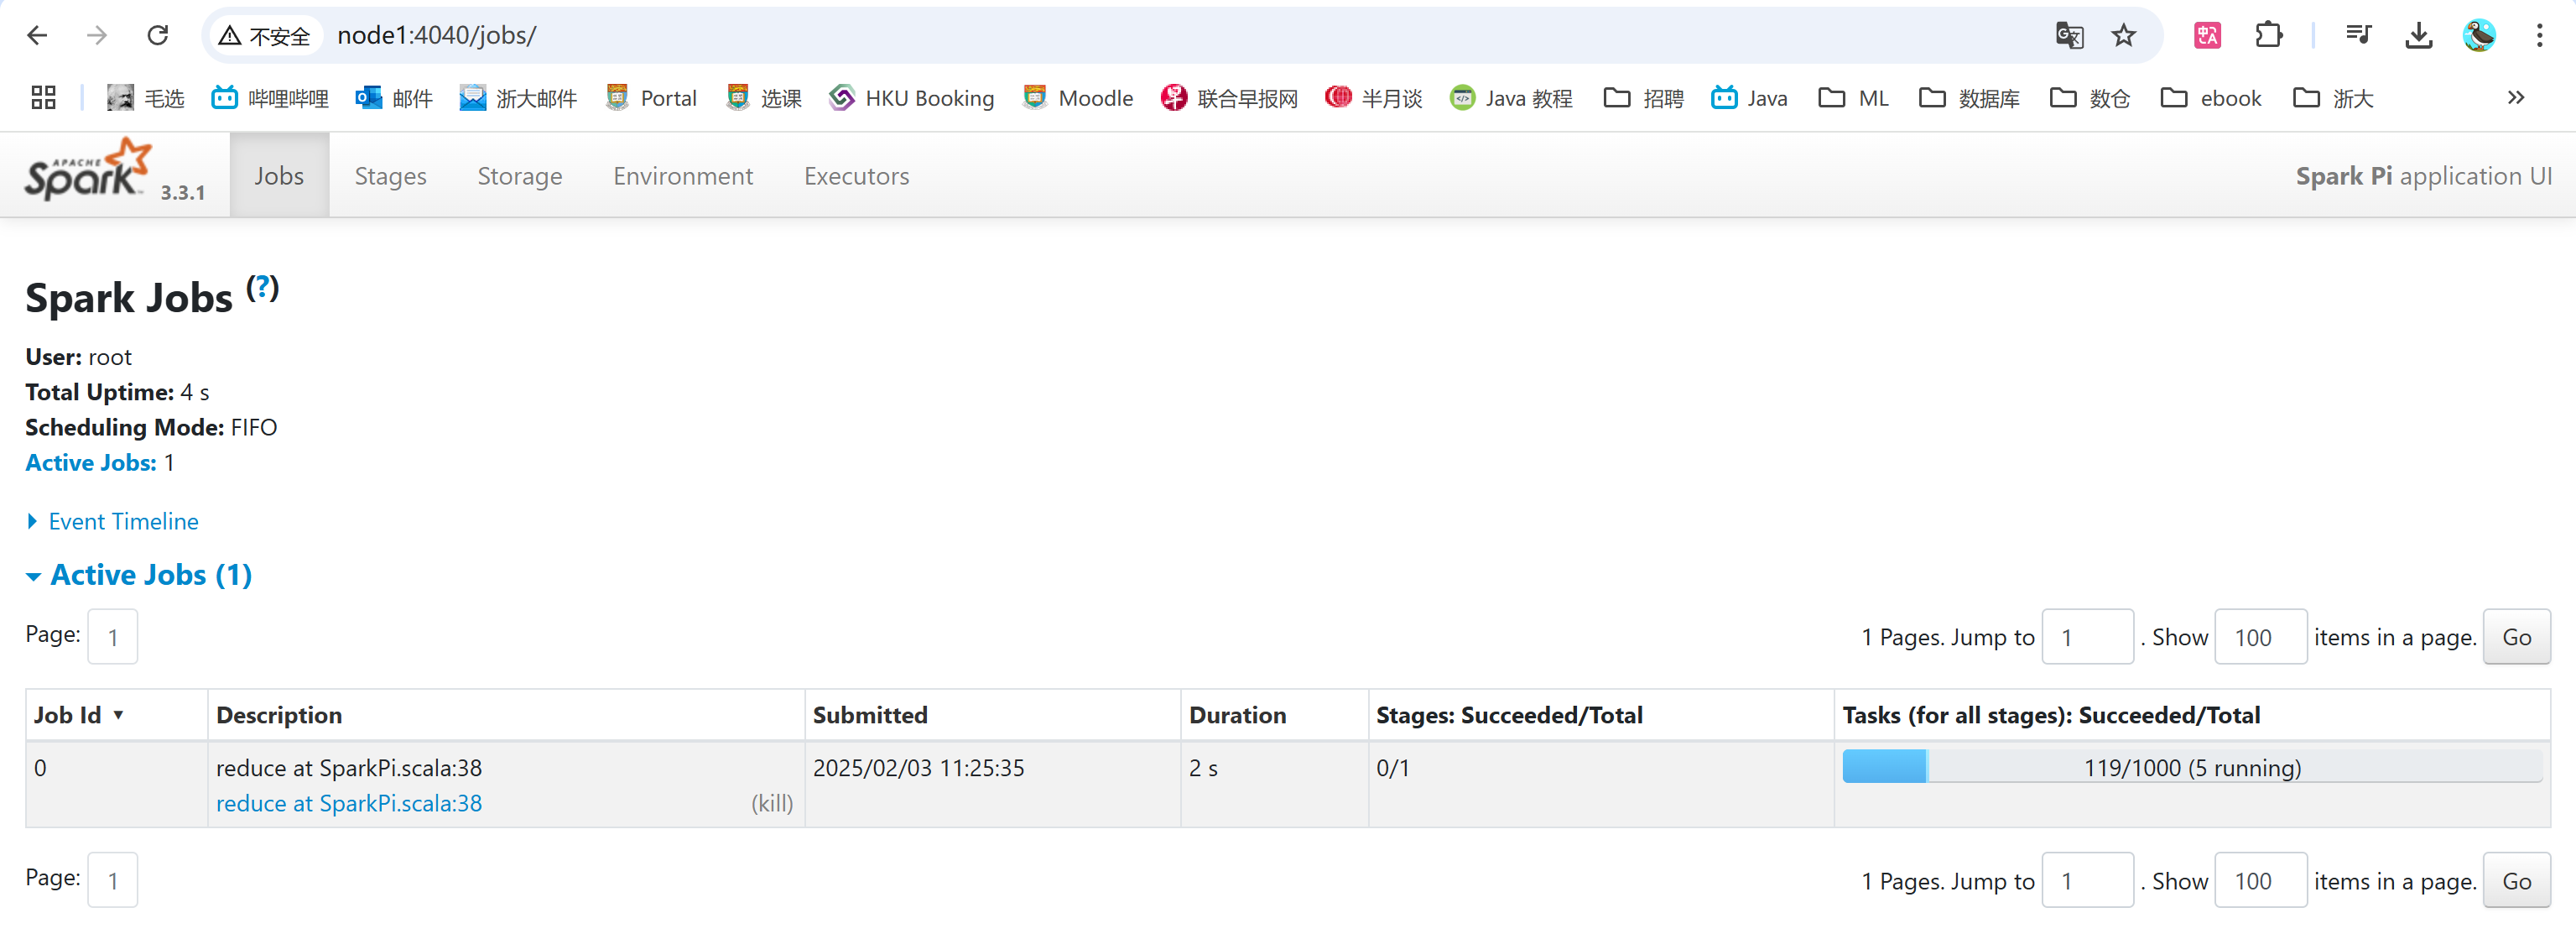 不安全 node1:4040/jobs/
毛选 哔哩哔哩 邮件 浙大邮件 Portal 选课 HKU Booking Moodle 联合早报网 半月谈 Java 教程 招聘 Java ML 数据库 数仓 ebook 浙大 »
APACHE Spark 3.3.1 Jobs Stages Storage Environment Executors Spark Pi application UI
Spark Jobs (?)
User: root
Total Uptime: 4 s
Scheduling Mode: FIFO
Active Jobs: 1
Event Timeline
Active Jobs (1)
Page: 1 1 Pages. Jump to 1 . Show 100 items in a page. Go
Job Id ▾ Description Submitted Duration Stages: Succeeded/Total Tasks (for all stages): Succeeded/Total
0 reduce at SparkPi.scala:38 2025/02/03 11:25:35 2 s 0/1 119/1000 (5 running)
reduce at SparkPi.scala:38 (kill)
Page: 1 1 Pages. Jump to 1 . Show 100 items in a page. Go